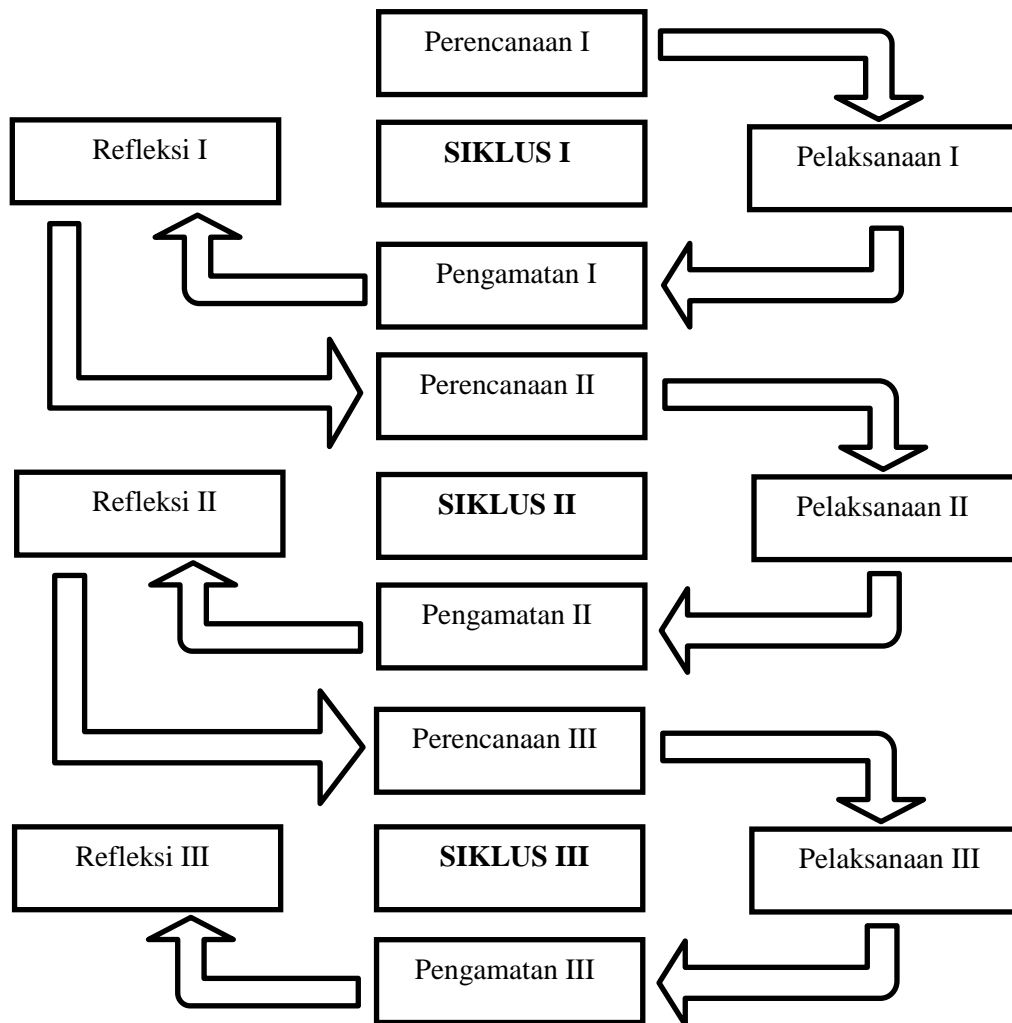 Perencanaan I
Refleksi I
SIKLUS I
Pelaksanaan I
Pengamatan I
Perencanaan II
Refleksi II
SIKLUS II
Pelaksanaan II
Pengamatan II
Perencanaan III
Refleksi III
SIKLUS III
Pelaksanaan III
Pengamatan III